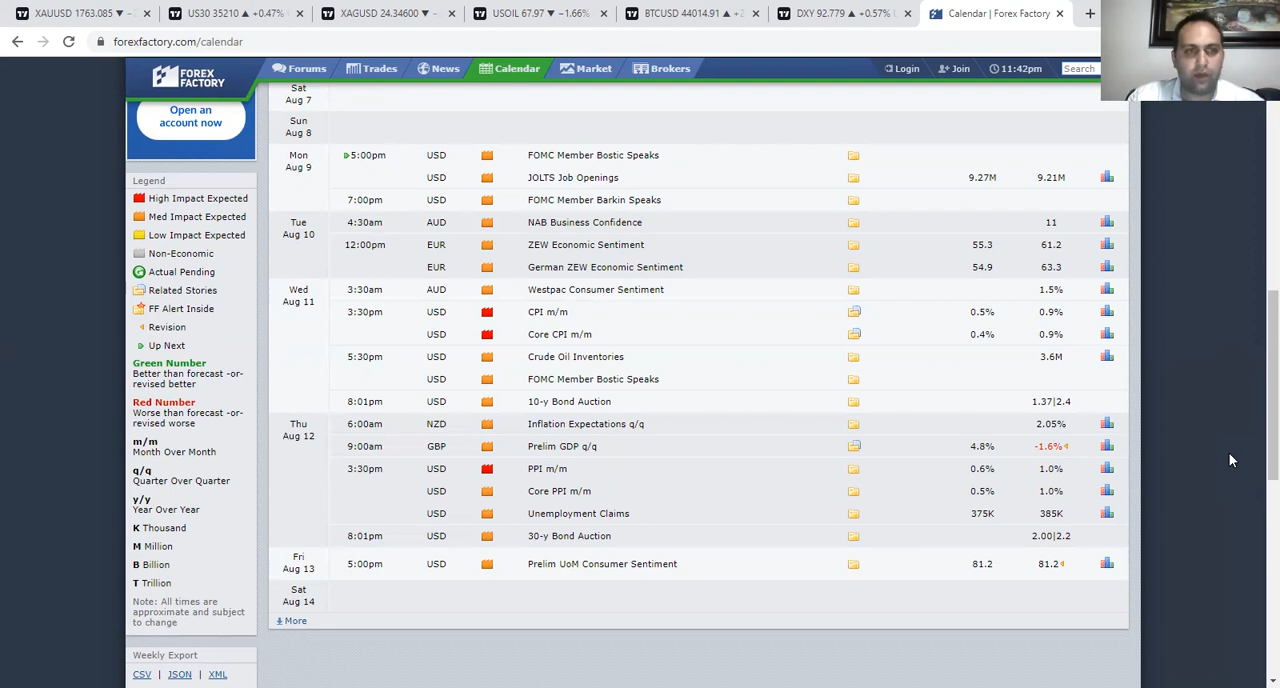 XAUUSD 1763.085 ▼ −
US30 35210 ▲ +0.47%
XAGUSD 24.34600 ▼ −
USOIL 67.97 ▼ −1.66%
BTCUSD 44014.91 ▲ +2
DXY 92.779 ▲ +0.57% U
Calendar | Forex Factory
forexfactory.com/calendar
FOREX FACTORY Forums Trades News Calendar Market Brokers Login Join 11:42pm Search
Open an
account now
Legend
High Impact Expected
Med Impact Expected
Low Impact Expected
Non-Economic
Actual Pending
Related Stories
FF Alert Inside
Revision
Up Next
Green Number
Better than forecast -or-
revised better
Red Number
Worse than forecast -or-
revised worse
m/m
Month Over Month
q/q
Quarter Over Quarter
y/y
Year Over Year
K Thousand
M Million
B Billion
T Trillion
Note: All times are
approximate and subject
to change
Weekly Export
CSV | JSON | XML
Sat
Aug 7
Sun
Aug 8
Mon
Aug 9
5:00pm USD FOMC Member Bostic Speaks
USD JOLTS Job Openings 9.27M 9.21M
7:00pm USD FOMC Member Barkin Speaks
Tue
Aug 10
4:30am AUD NAB Business Confidence 11
12:00pm EUR ZEW Economic Sentiment 55.3 61.2
EUR German ZEW Economic Sentiment 54.9 63.3
Wed
Aug 11
3:30am AUD Westpac Consumer Sentiment 1.5%
3:30pm USD CPI m/m 0.5% 0.9%
USD Core CPI m/m 0.4% 0.9%
5:30pm USD Crude Oil Inventories 3.6M
USD FOMC Member Bostic Speaks
8:01pm USD 10-y Bond Auction 1.37|2.4
Thu
Aug 12
6:00am NZD Inflation Expectations q/q 2.05%
9:00am GBP Prelim GDP q/q 4.8% -1.6%
3:30pm USD PPI m/m 0.6% 1.0%
USD Core PPI m/m 0.5% 1.0%
USD Unemployment Claims 375K 385K
8:01pm USD 30-y Bond Auction 2.00|2.2
Fri
Aug 13
5:00pm USD Prelim UoM Consumer Sentiment 81.2 81.2
Sat
Aug 14
More